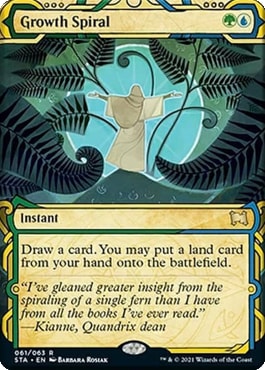 Growth Spiral
Instant
Draw a card. You may put a land card
from your hand onto the battlefield.
“I’ve gleaned greater insight from the
spiraling of a single fern than I have
from all the books I’ve ever read.”
—Kianne, Quandrix dean
061/063 R
STA • EN BARBARA ROSIAK
™ & © 2021 Wizards of the Coast